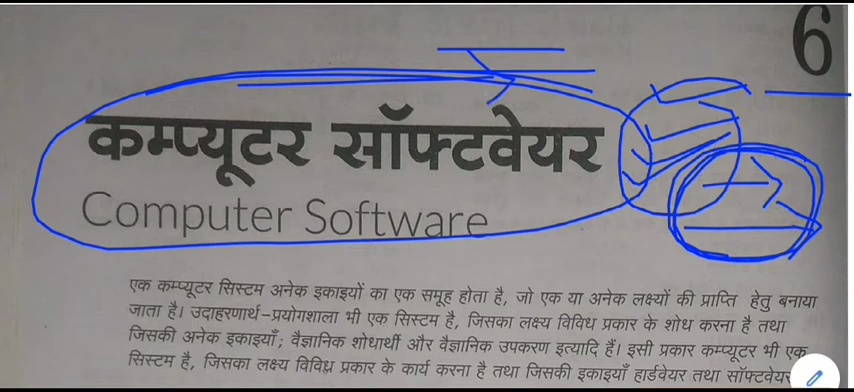 6
कम्प्यूटर सॉफ्टवेयर
Computer Software
एक कम्प्यूटर सिस्टम अनेक इकाइयों का एक समूह होता है, जो एक या अनेक लक्ष्यों की प्राप्ति हेतु बनाया
जाता है। उदाहरणार्थ-प्रयोगशाला भी एक सिस्टम है, जिसका लक्ष्य विविध प्रकार के शोध करना है तथा
जिसकी अनेक इकाइयाँ; वैज्ञानिक शोधार्थी और वैज्ञानिक उपकरण इत्यादि हैं। इसी प्रकार कम्प्यूटर भी एक
सिस्टम है, जिसका लक्ष्य विविध प्रकार के कार्य करना है तथा जिसकी इकाइयाँ हार्डवेयर तथा सॉफ्टवेयर